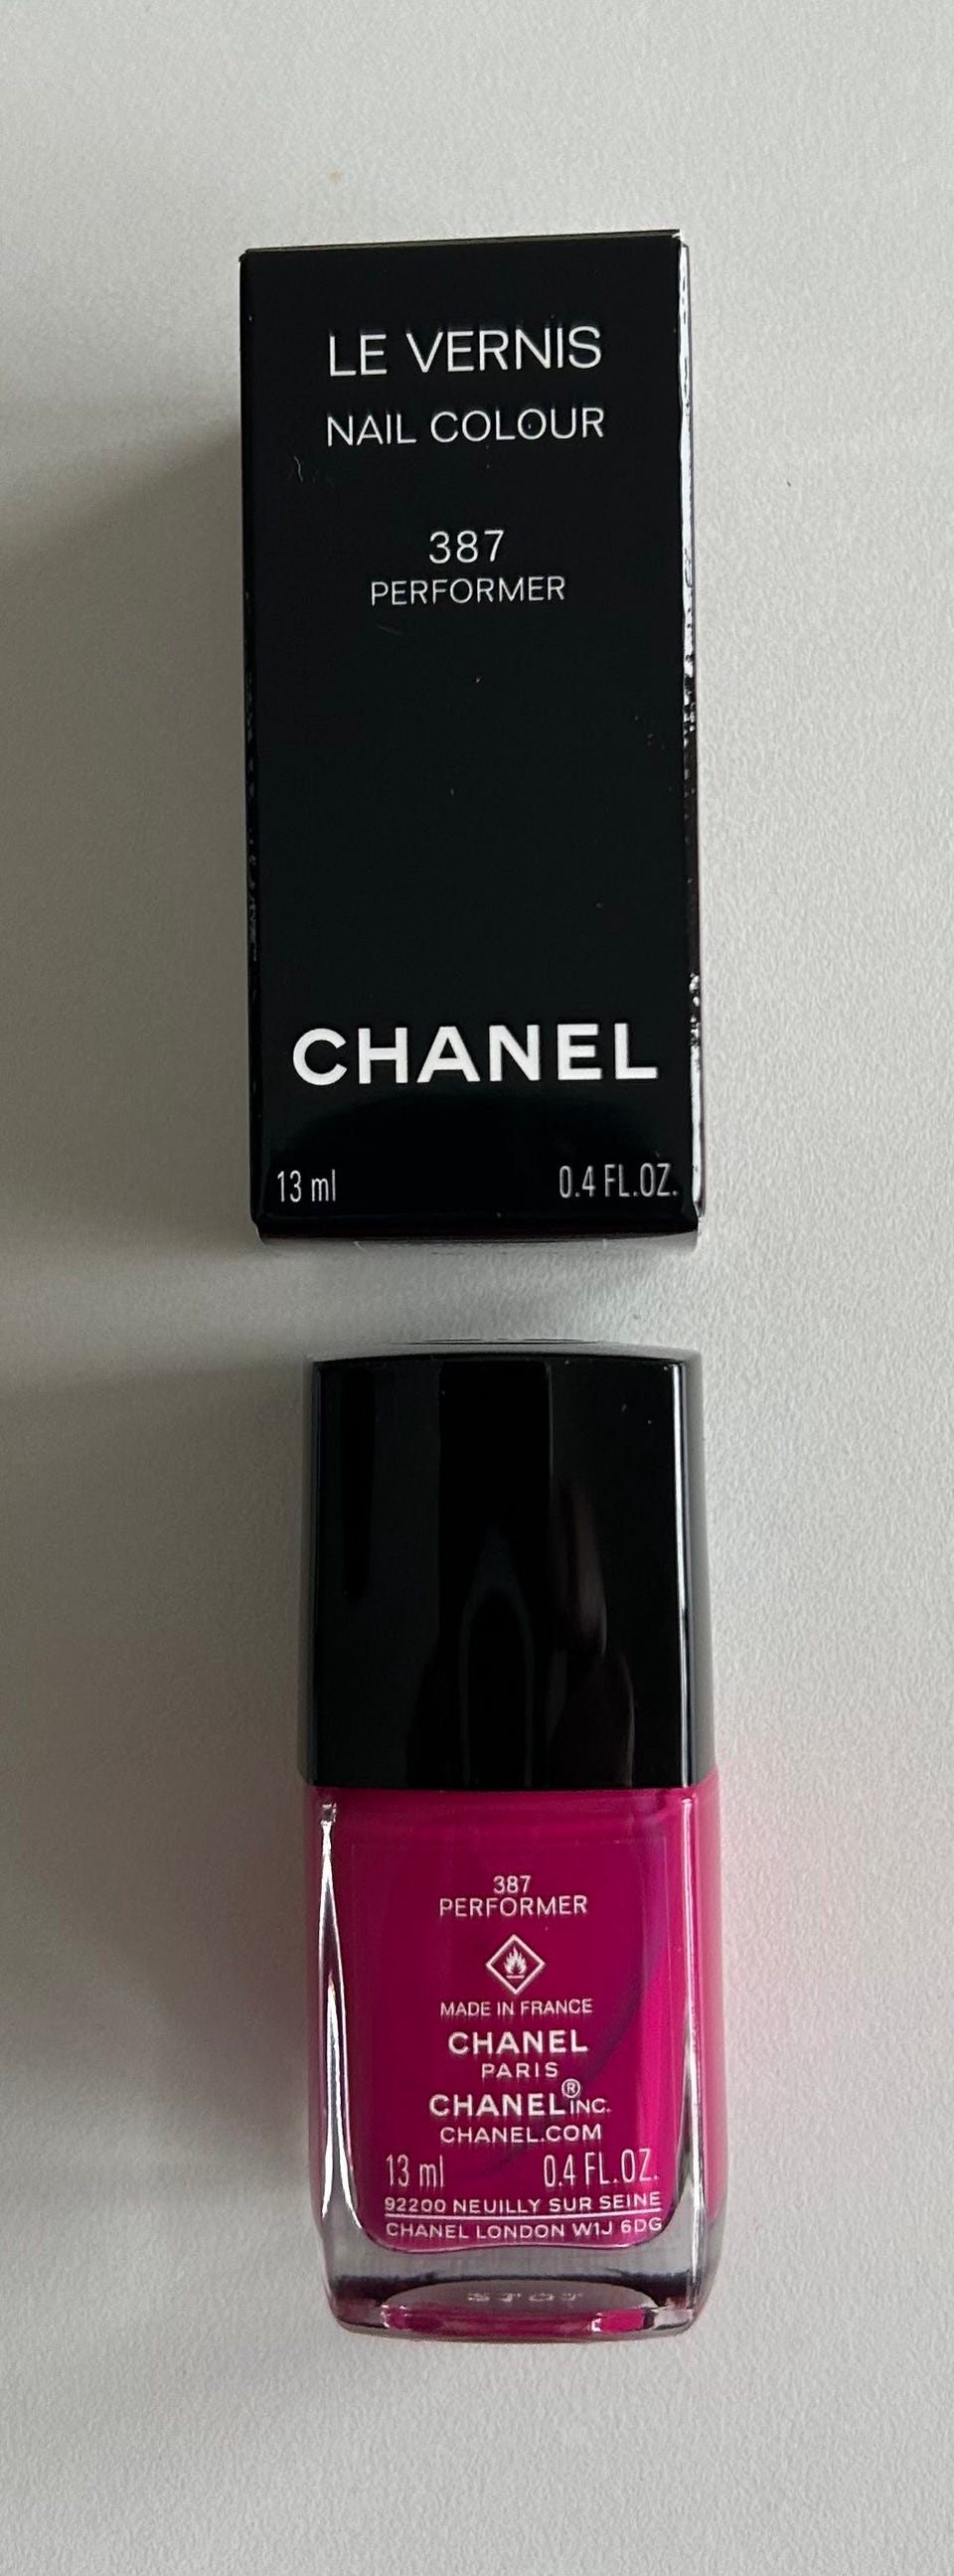 LE VERNIS
NAIL COLOUR
387
PERFORMER
CHANEL
13 ml 0.4 FL.OZ.
387
PERFORMER
MADE IN FRANCE
CHANEL
PARIS
CHANEL® INC.
CHANEL.COM
13 ml 0.4 FL.OZ.
92200 NEUILLY SUR SEINE
CHANEL LONDON W1J 6DG